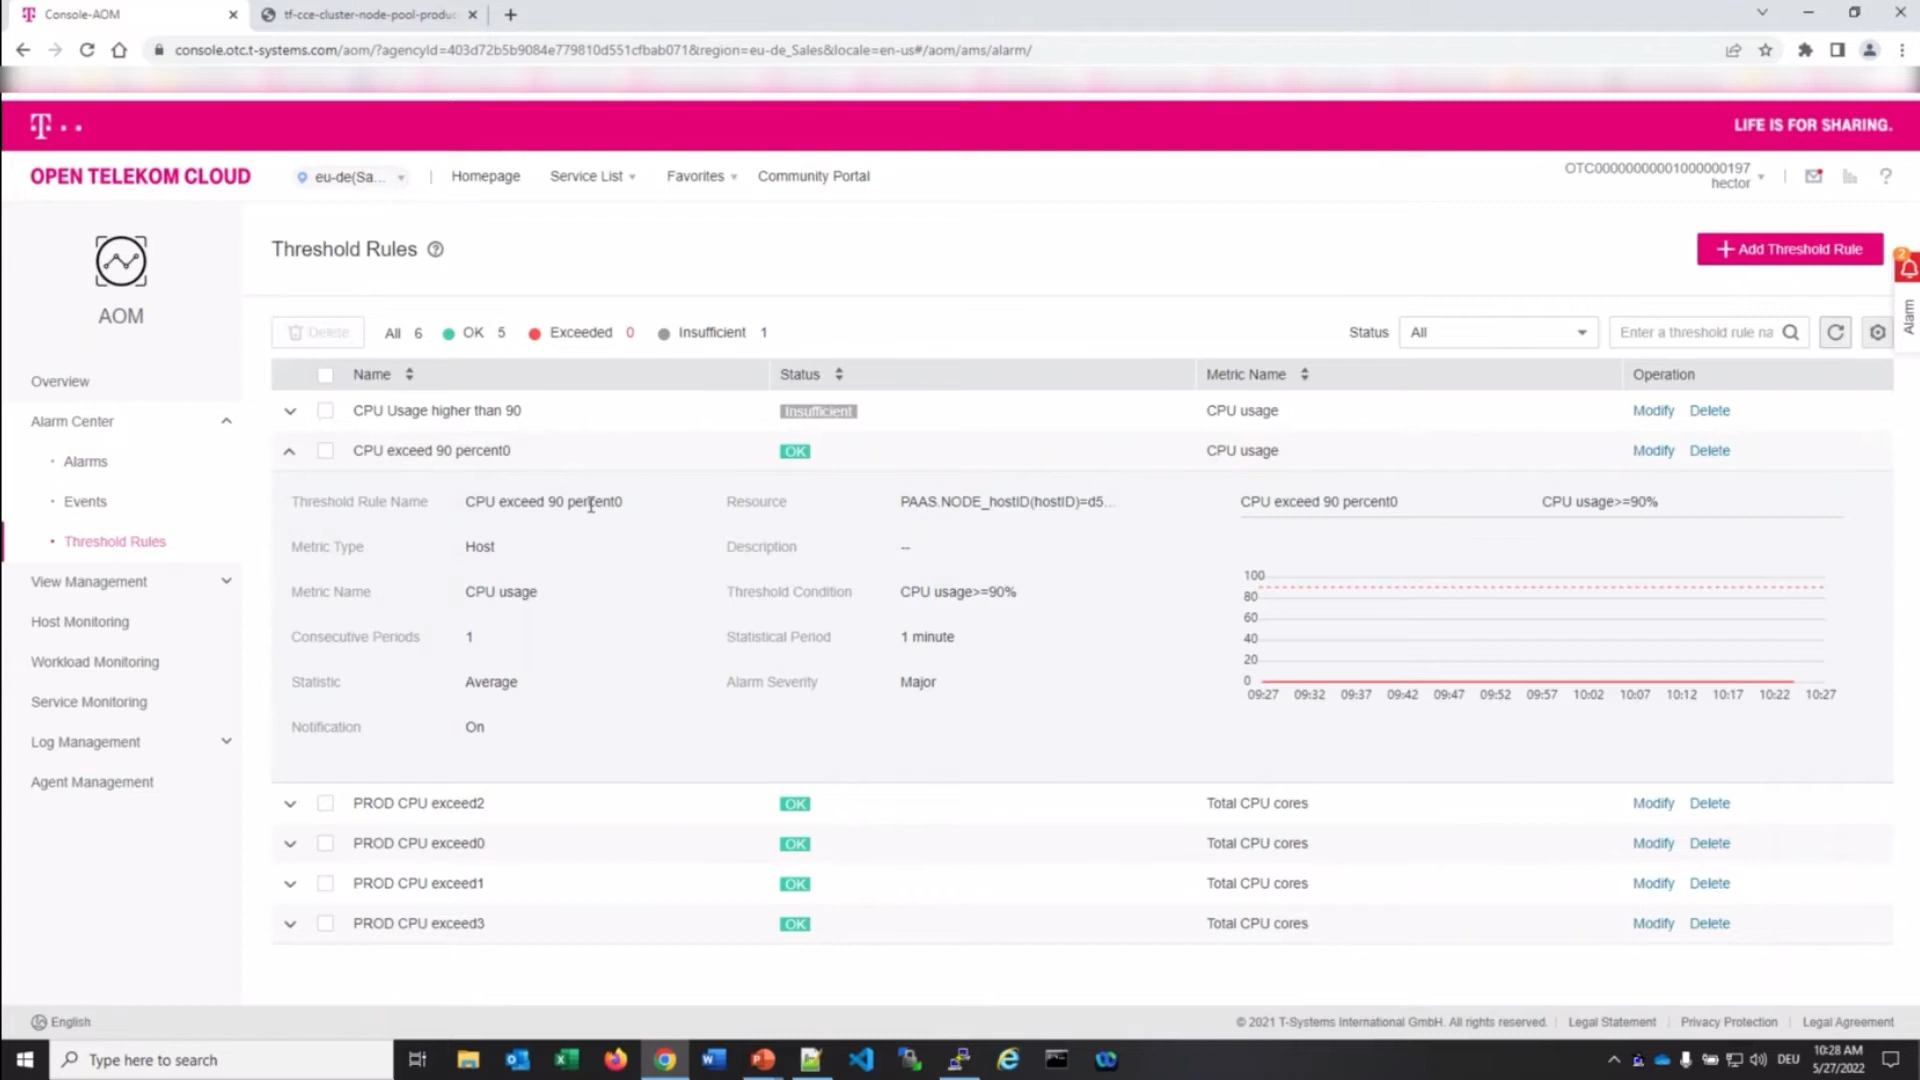 Console-AOM
tf-cce-cluster-node-pool-produc
console.otc.t-systems.com/aom/?agencyId=403d72b5b9084e779810d551cfbab071&region=eu-de_Sales&locale=en-us#/aom/ams/alarm/
T
LIFE IS FOR SHARING.
OPEN TELEKOM CLOUD
eu-de(Sa...
Homepage
Service List
Favorites
Community Portal
OTC00000000001000000197
hector
?
AOM
Overview
Alarm Center
Alarms
Events
Threshold Rules
View Management
Host Monitoring
Workload Monitoring
Service Monitoring
Log Management
Agent Management
Threshold Rules ?
+ Add Threshold Rule
2
Alarm
Delete All 6 OK 5 Exceeded 0 Insufficient 1
Status All Enter a threshold rule na
Name Status Metric Name Operation
CPU Usage higher than 90 Insufficient CPU usage Modify Delete
CPU exceed 90 percent0 OK CPU usage Modify Delete
Threshold Rule Name CPU exceed 90 percent0 Resource PAAS.NODE_hostID(hostID)=d5...
Metric Type Host Description --
Metric Name CPU usage Threshold Condition CPU usage>=90%
Consecutive Periods 1 Statistical Period 1 minute
Statistic Average Alarm Severity Major
Notification On
CPU exceed 90 percent0 CPU usage>=90%
100
80
60
40
20
0
09:27 09:32 09:37 09:42 09:47 09:52 09:57 10:02 10:07 10:12 10:17 10:22 10:27
PROD CPU exceed2 OK Total CPU cores Modify Delete
PROD CPU exceed0 OK Total CPU cores Modify Delete
PROD CPU exceed1 OK Total CPU cores Modify Delete
PROD CPU exceed3 OK Total CPU cores Modify Delete
English
© 2021 T-Systems International GmbH. All rights reserved. | Legal Statement | Privacy Protection | Legal Agreement
Type here to search
DEU
10:28 AM
5/27/2022